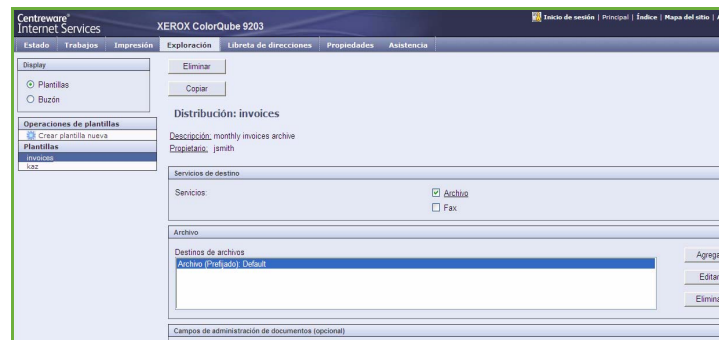 Centreware®
Internet Services
XEROX ColorQube 9203
Inicio de sesión | Principal | Índice | Mapa del sitio |
Estado Trabajos Impresión Exploración Libreta de direcciones Propiedades Asistencia
Display
Plantillas
Buzón
Operaciones de plantillas
Crear plantilla nueva
Plantillas
invoices
kaz
Eliminar
Copiar
Distribución: invoices
Descripción: monthly invoices archive
Propietario: jsmith
Servicios de destino
Servicios:
Archivo
Fax
Archivo
Destinos de archivos
Archivo (Prefijado): Default
Agrega
Editar
Elimina
Campos de administración de documentos (opcional)